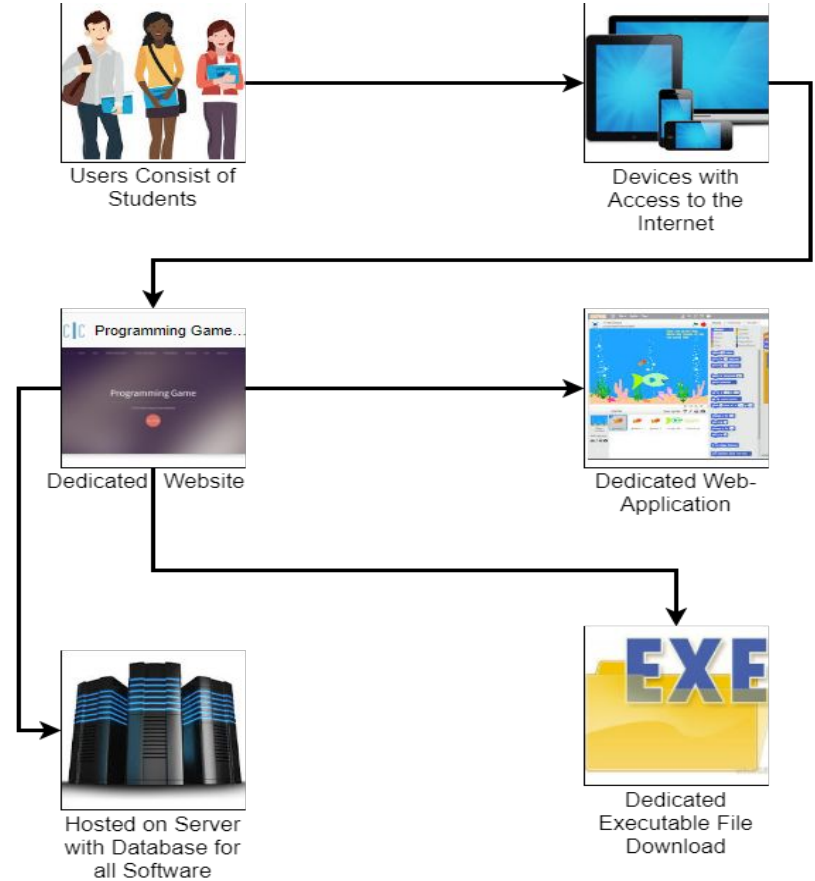 Users Consist of
Students
Devices with
Access to the
Internet
C|C Programming Game...
Programming Game
Dedicated Website
Dedicated Web-
Application
Hosted on Server
with Database for
all Software
EXE
Dedicated
Executable File
Download